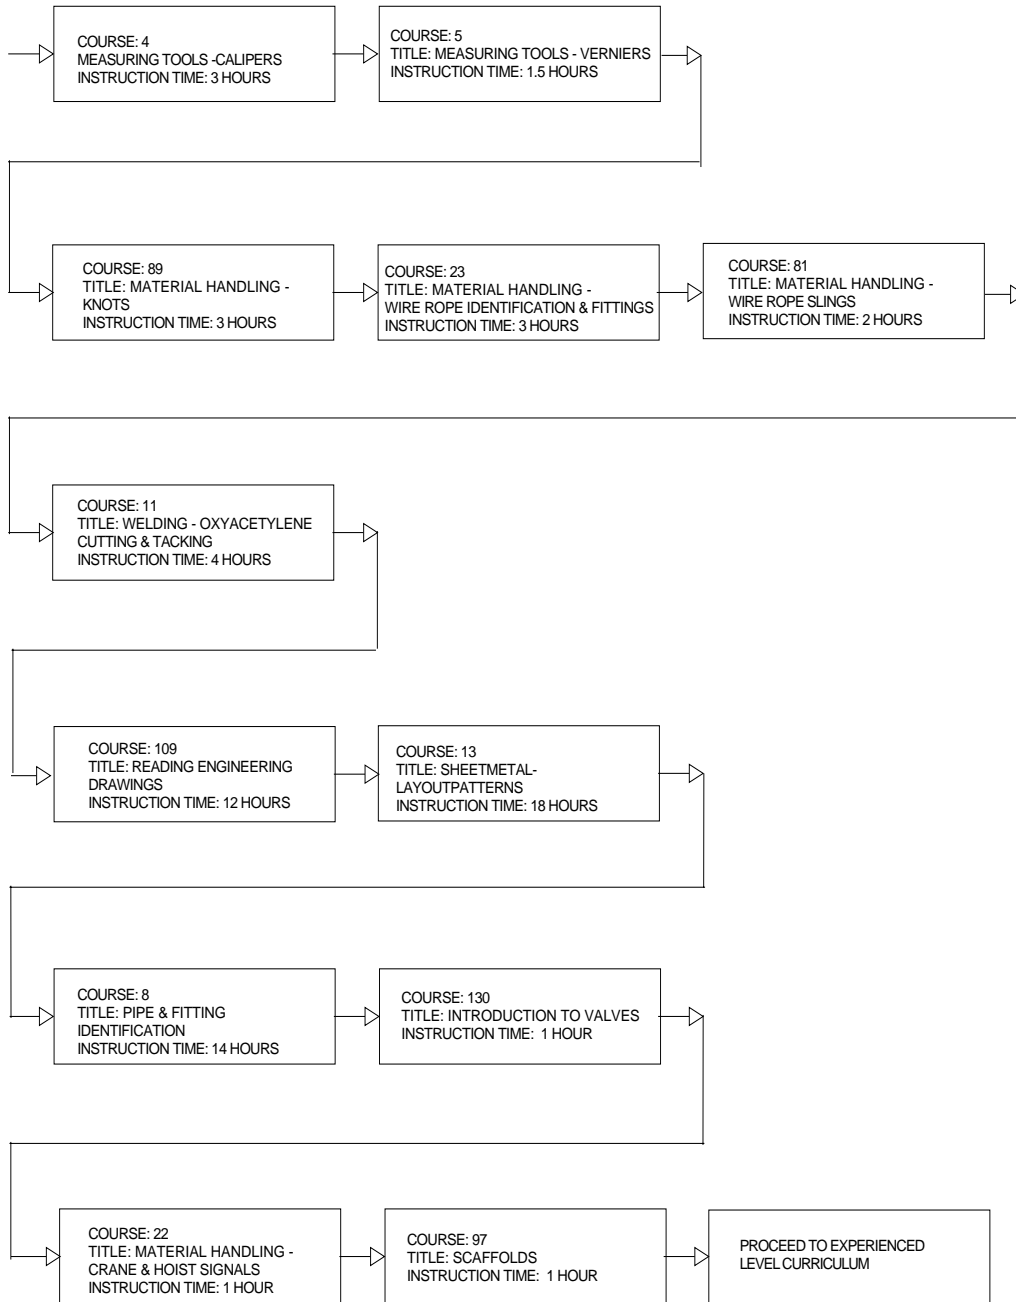 COURSE: 4
MEASURING TOOLS -CALIPERS
INSTRUCTION TIME: 3 HOURS
COURSE: 5
TITLE: MEASURING TOOLS - VERNIERS
INSTRUCTION TIME: 1.5 HOURS
COURSE: 89
TITLE: MATERIAL HANDLING -
KNOTS
INSTRUCTION TIME: 3 HOURS
COURSE: 23
TITLE: MATERIAL HANDLING -
WIRE ROPE IDENTIFICATION & FITTINGS
INSTRUCTION TIME: 3 HOURS
COURSE: 81
TITLE: MATERIAL HANDLING -
WIRE ROPE SLINGS
INSTRUCTION TIME: 2 HOURS
COURSE: 11
TITLE: WELDING - OXYACETYLENE
CUTTING & TACKING
INSTRUCTION TIME: 4 HOURS
COURSE: 109
TITLE: READING ENGINEERING
DRAWINGS
INSTRUCTION TIME: 12 HOURS
COURSE: 13
TITLE: SHEETMETAL-
LAYOUTPATTERNS
INSTRUCTION TIME: 18 HOURS
COURSE: 8
TITLE: PIPE & FITTING
IDENTIFICATION
INSTRUCTION TIME: 14 HOURS
COURSE: 130
TITLE: INTRODUCTION TO VALVES
INSTRUCTION TIME: 1 HOUR
COURSE: 22
TITLE: MATERIAL HANDLING -
CRANE & HOIST SIGNALS
INSTRUCTION TIME: 1 HOUR
COURSE: 97
TITLE: SCAFFOLDS
INSTRUCTION TIME: 1 HOUR
PROCEED TO EXPERIENCED
LEVEL CURRICULUM